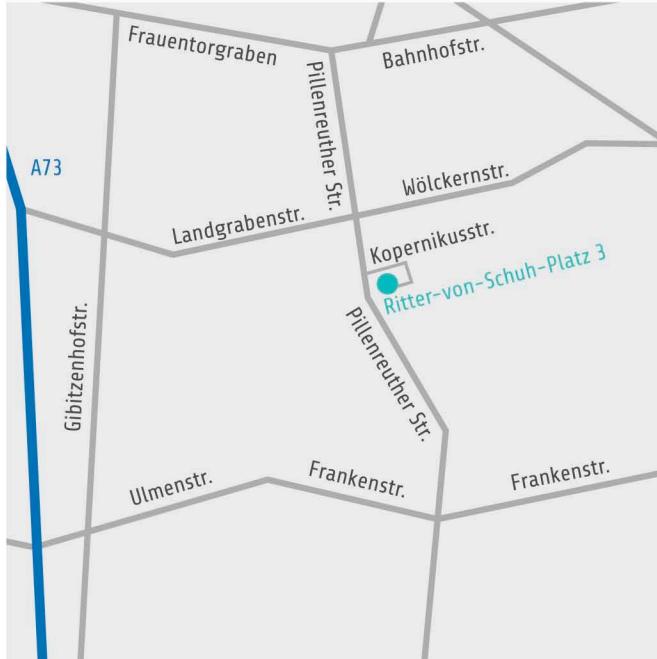 Frauentorgraben
Bahnhofstr.
Pillenreuther Str.
A73
Wölckernstr.
Landgrabenstr.
Kopernikusstr.
Ritter-von-Schuh-Platz 3
Gibitzenhofstr.
Pillenreuther Str.
Ulmenstr.
Frankenstr.
Frankenstr.